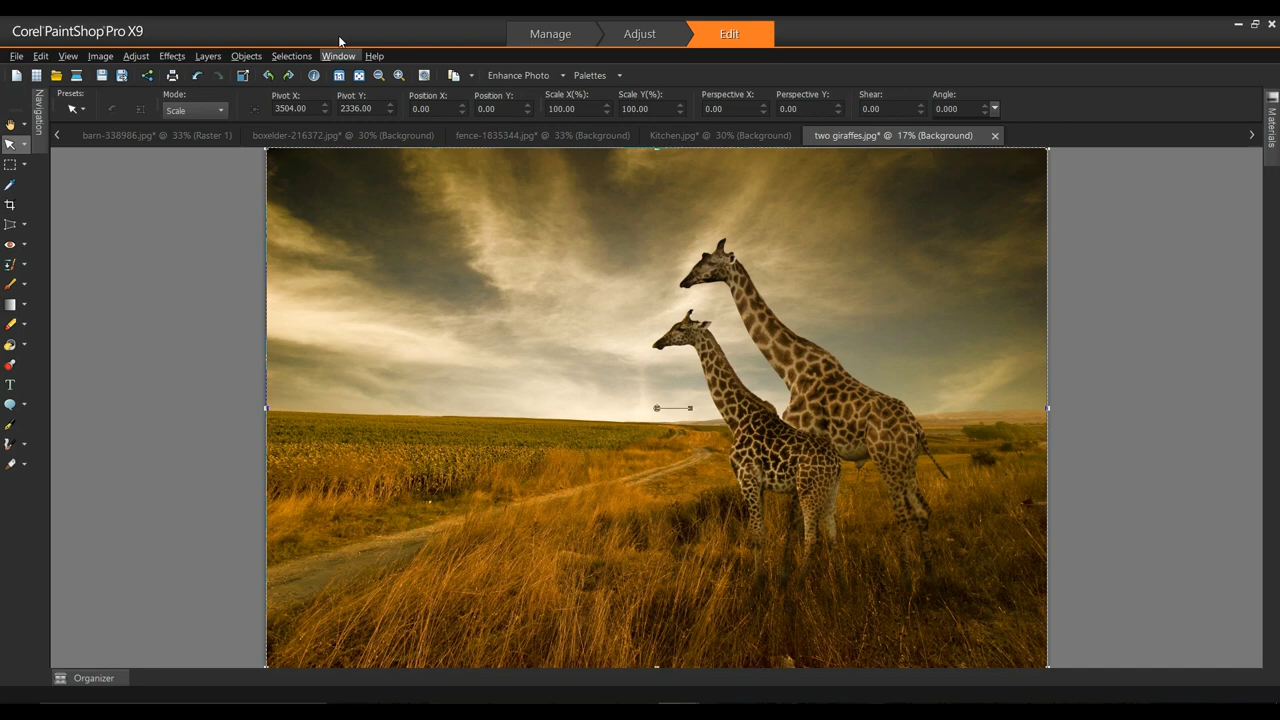 Corel PaintShop Pro X9
Manage Adjust Edit
File Edit View Image Adjust Effects Layers Objects Selections Window Help
Enhance Photo Palettes
Presets: Mode: Pivot X: Pivot Y: Position X: Position Y: Scale X(%): Scale Y(%): Perspective X: Perspective Y: Shear: Angle:
Scale 3504.00 2336.00 0.00 0.00 100.00 100.00 0.00 0.00 0.00 0.000
Navigation
Materials
barn-338986.jpg* @ 33% (Raster 1) boxelder-216372.jpg* @ 30% (Background) fence-1835344.jpg* @ 33% (Background) Kitchen.jpg* @ 30% (Background) two giraffes.jpg* @ 17% (Background)
Organizer